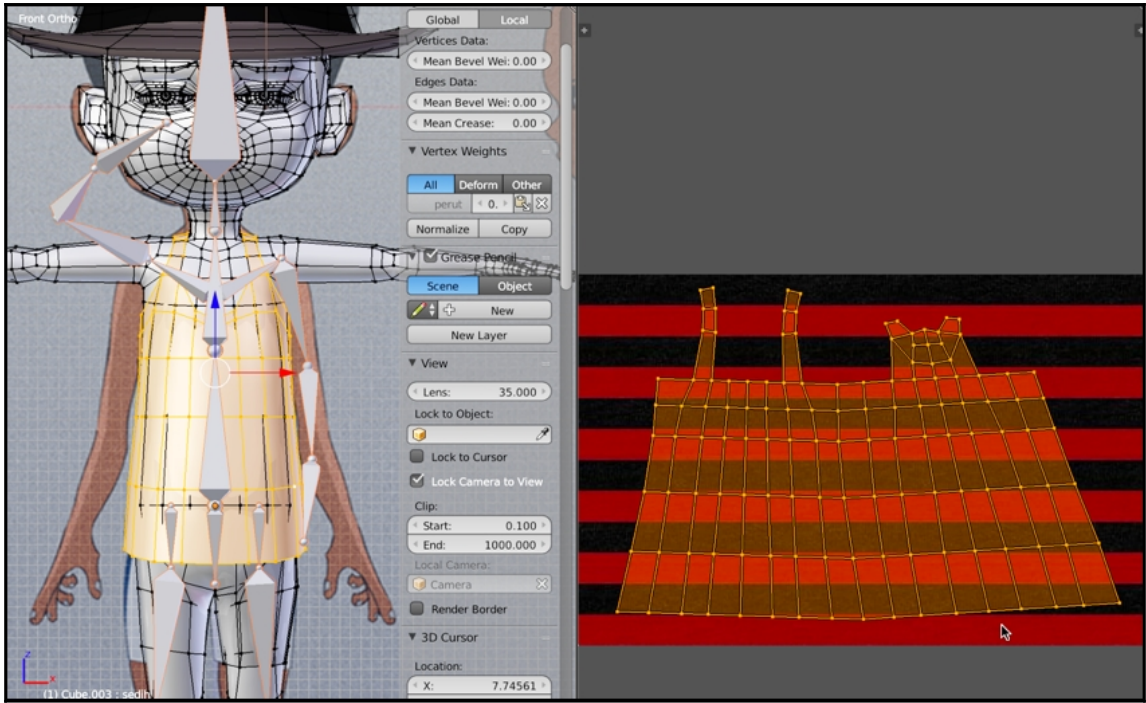 Front Ortho
Global Local
Vertices Data:
Mean Bevel Wei: 0.00
Edges Data:
Mean Bevel Wei: 0.00
Mean Crease: 0.00
Vertex Weights
All Deform Other
perut 0.
Normalize Copy
Grease Pencil
Scene Object
New
New Layer
View
Lens: 35.000
Lock to Object:
Lock to Cursor
Lock Camera to View
Clip:
Start: 0.100
End: 1000.000
Local Camera:
Camera
Render Border
3D Cursor
Location:
X: 7.74561
z
x
(1) Cube.003 : sedih